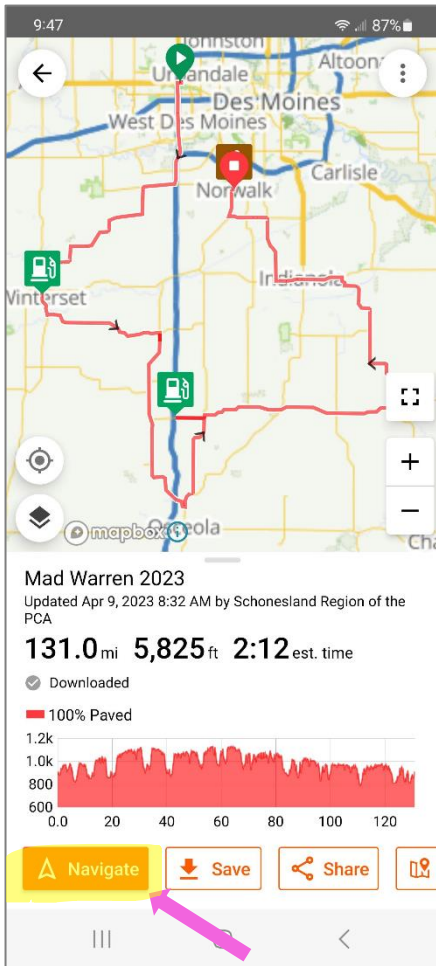 9:47 87%
Johnston
Urbandale
Altoona
Des Moines
West Des Moines
Carlisle
Norwalk
Indianola
Winterset
mapbox
Osceola
Cha
Mad Warren 2023
Updated Apr 9, 2023 8:32 AM by Schonesland Region of the
PCA
131.0 mi 5,825 ft 2:12 est. time
Downloaded
100% Paved
1.2k
1.0k
800
600
0.0 20 40 60 80 100 120
Navigate Save Share